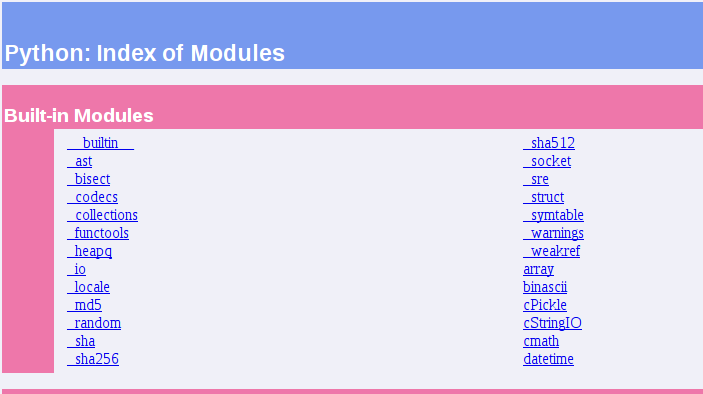 Python: Index of Modules
Built-in Modules
__builtin__
_ast
_bisect
_codecs
_collections
_functools
_heapq
_io
_locale
_md5
_random
_sha
_sha256
_sha512
_socket
_sre
_struct
_symtable
_warnings
_weakref
array
binascii
cPickle
cStringIO
cmath
datetime